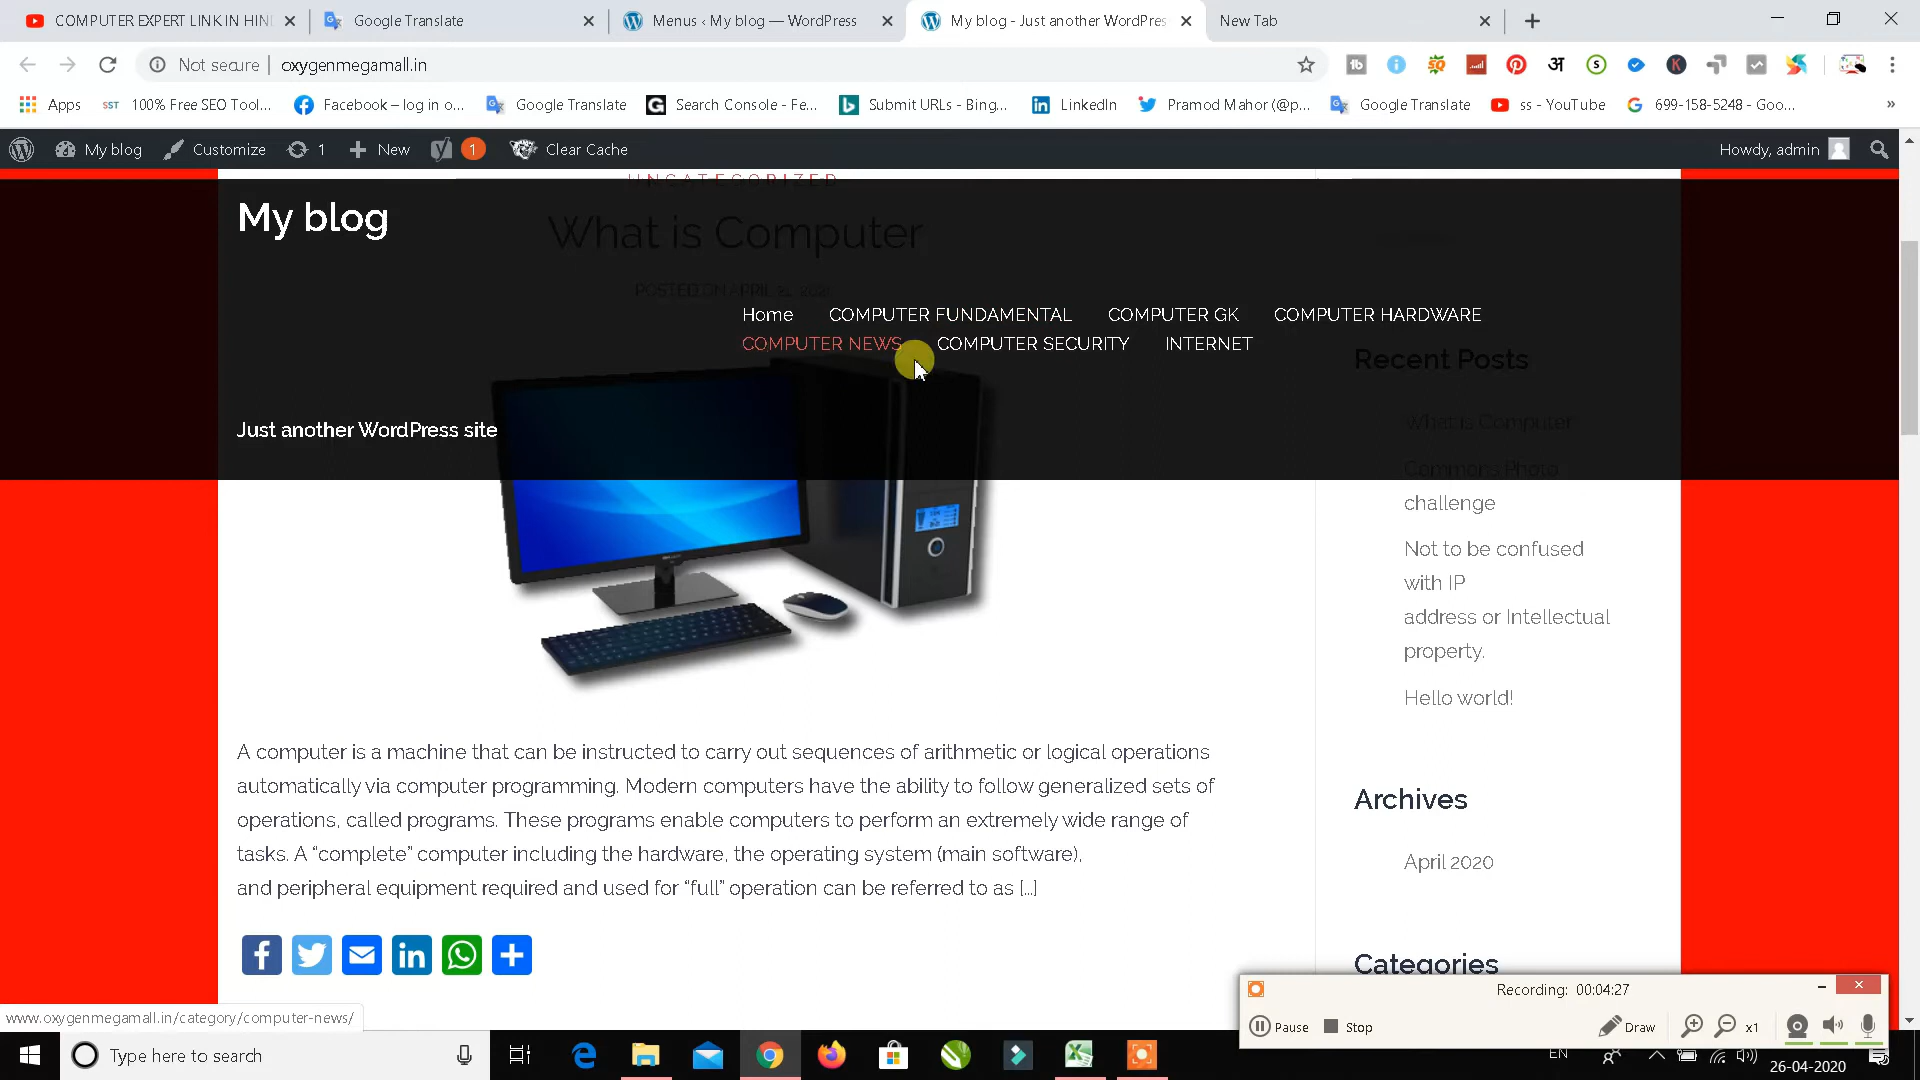 COMPUTER EXPERT LINK IN HIN
Google Translate
Menus ‹ My blog — WordPress
My blog - Just another WordPres
New Tab
Not secure
oxygenmegamall.in
Apps
100% Free SEO Tool...
Facebook – log in o...
Google Translate
Search Console - Fe...
Submit URLs - Bing...
LinkedIn
Pramod Mahor (@p...
Google Translate
ss - YouTube
699-158-5248 - Goo...
My blog
Customize
1
New
1
Clear Cache
Howdy, admin
UNCATEGORIZED
My blog
What is Computer
Home
COMPUTER FUNDAMENTAL
COMPUTER GK
COMPUTER HARDWARE
COMPUTER NEWS
COMPUTER SECURITY
INTERNET
Just another WordPress site
Recent Posts
What is Computer
Commons Photo
challenge
Not to be confused
with IP
address or Intellectual
property.
Hello world!
A computer is a machine that can be instructed to carry out sequences of arithmetic or logical operations
automatically via computer programming. Modern computers have the ability to follow generalized sets of
operations, called programs. These programs enable computers to perform an extremely wide range of
tasks. A “complete” computer including the hardware, the operating system (main software),
and peripheral equipment required and used for “full” operation can be referred to as [...]
Archives
April 2020
Categories
Recording: 00:04:27
Pause
Stop
Draw
x1
www.oxygenmegamall.in/category/computer-news/
Type here to search
EN
26-04-2020